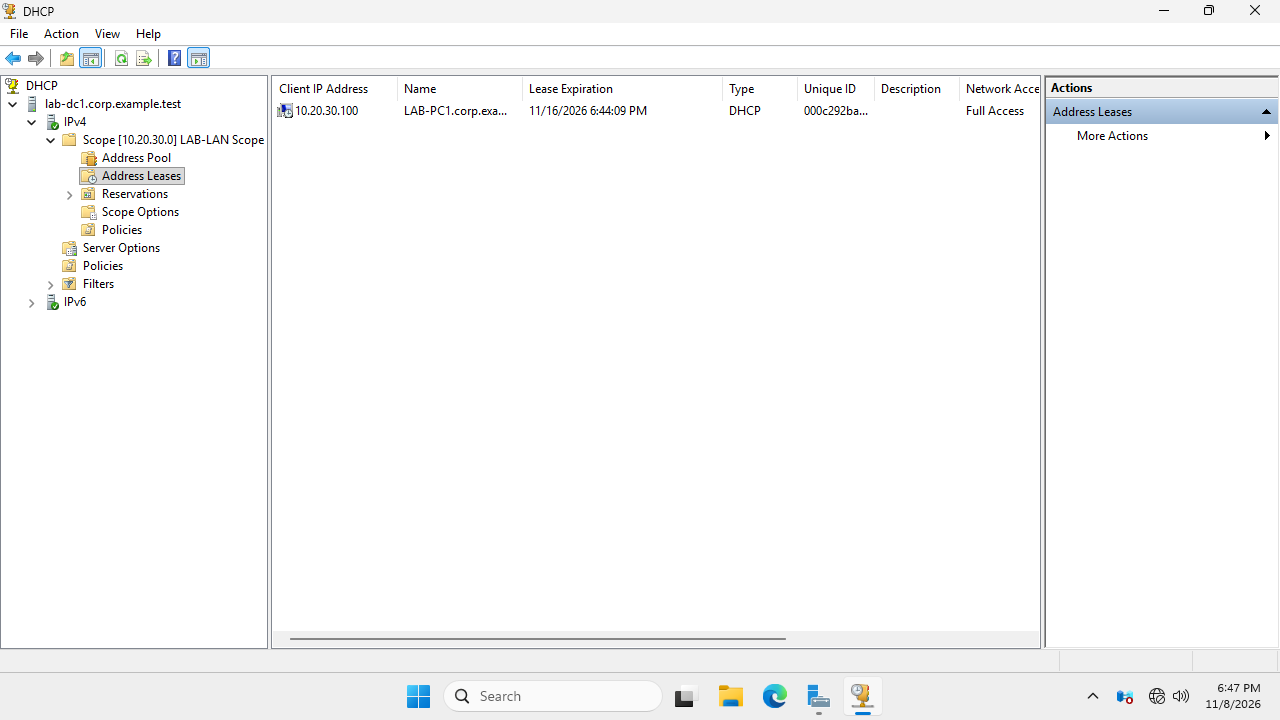 DHCP
File Action View Help
DHCP
lab-dc1.corp.example.test
IPv4
Scope [10.20.30.0] LAB-LAN Scope
Address Pool
Address Leases
Reservations
Scope Options
Policies
Server Options
Policies
Filters
IPv6
Client IP Address Name Lease Expiration Type Unique ID Description Network Acce
10.20.30.100 LAB-PC1.corp.exa... 11/16/2026 6:44:09 PM DHCP 000c292ba... Full Access
Actions
Address Leases
More Actions
Search
6:47 PM
11/8/2026